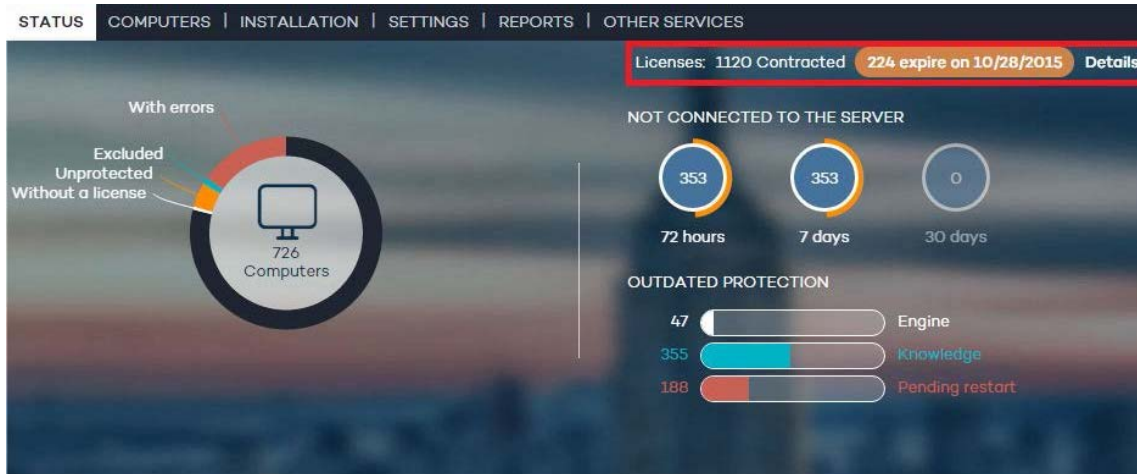 STATUS COMPUTERS | INSTALLATION | SETTINGS | REPORTS | OTHER SERVICES
Licenses: 1120 Contracted 224 expire on 10/28/2015 Details
With errors
Excluded
Unprotected
Without a license
726
Computers
NOT CONNECTED TO THE SERVER
353 353 0
72 hours 7 days 30 days
OUTDATED PROTECTION
47 Engine
355 Knowledge
188 Pending restart